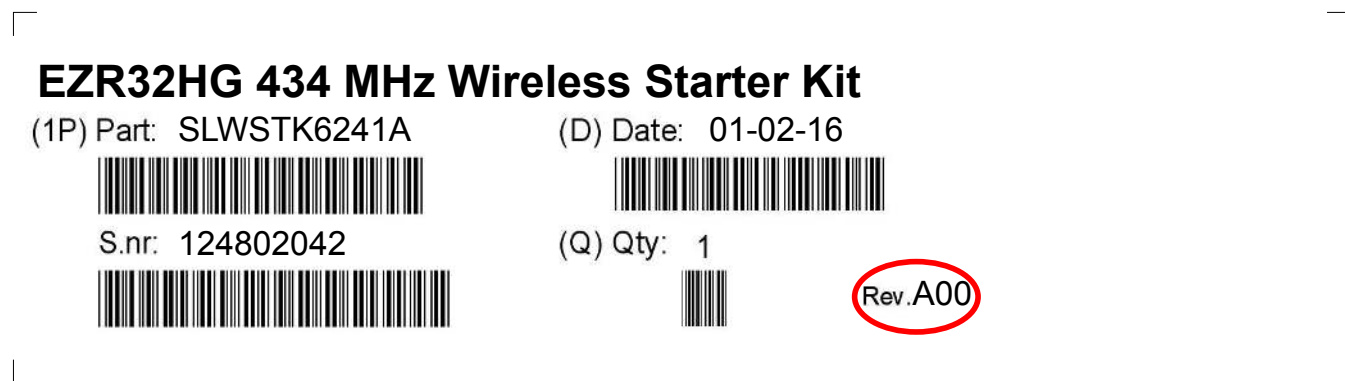 EZR32HG 434 MHz Wireless Starter Kit
(1P) Part: SLWSTK6241A (D) Date: 01-02-16
S.nr: 124802042 (Q) Qty: 1
Rev.A00